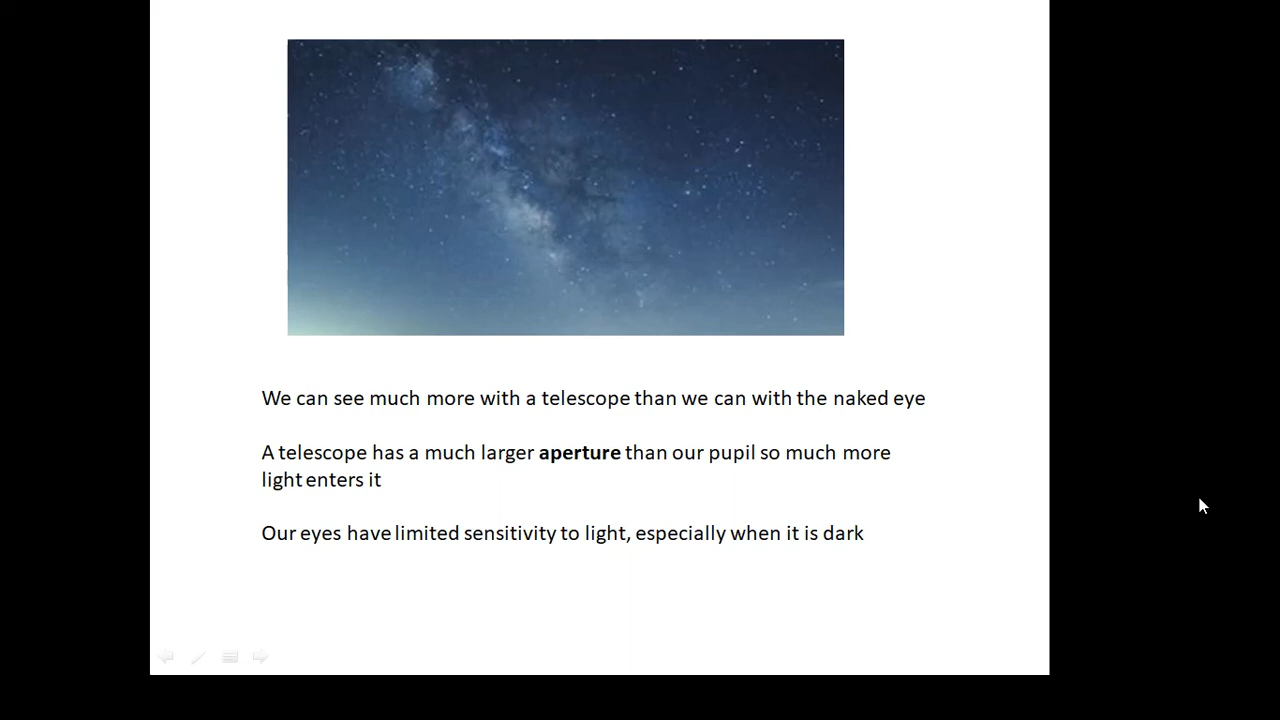 We can see much more with a telescope than we can with the naked eye
A telescope has a much larger aperture than our pupil so much more
light enters it
Our eyes have limited sensitivity to light, especially when it is dark